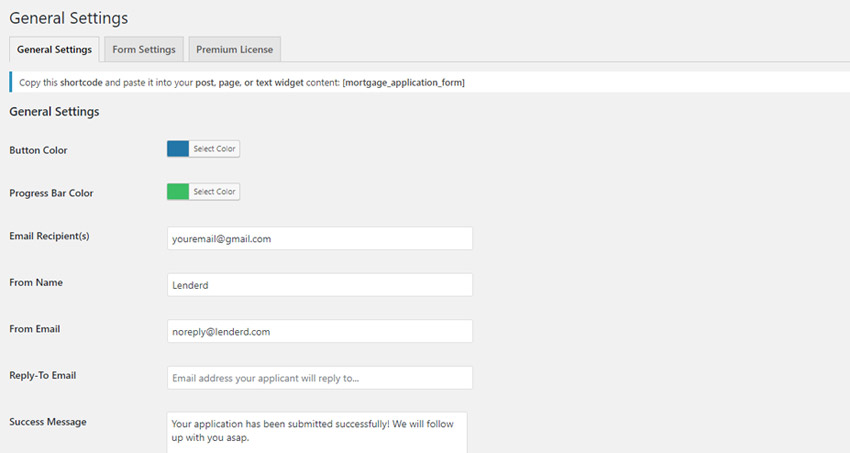 General Settings
General Settings Form Settings Premium License
Copy this shortcode and paste it into your post, page, or text widget content: [mortgage_application_form]
General Settings
Button Color Select Color
Progress Bar Color Select Color
Email Recipient(s) youremail@gmail.com
From Name Lenderd
From Email noreply@lenderd.com
Reply-To Email Email address your applicant will reply to...
Success Message Your application has been submitted successfully! We will follow
up with you asap.